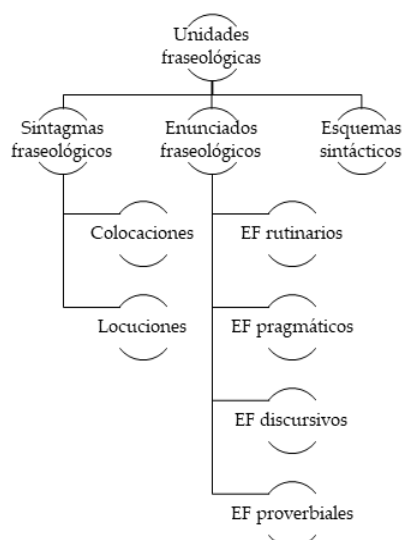 Unidades
fraseológicas
Sintagmas
fraseológicos
Enunciados
fraseológicos
Esquemas
sintácticos
Colocaciones
Locuciones
EF rutinarios
EF pragmáticos
EF discursivos
EF proverbiales